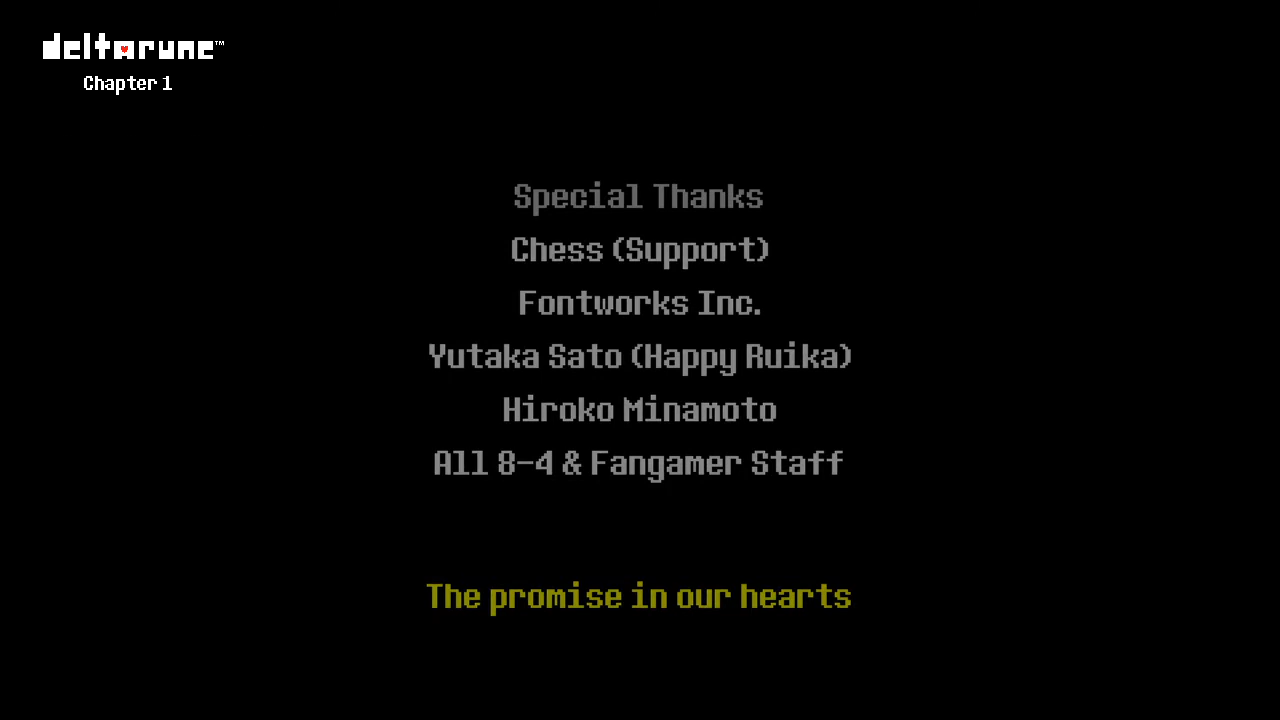 deltarune™
Chapter 1
Special Thanks
Chess (Support)
Fontworks Inc.
Yutaka Sato (Happy Ruika)
Hiroko Minamoto
All 8-4 & Fangamer Staff
The promise in our hearts